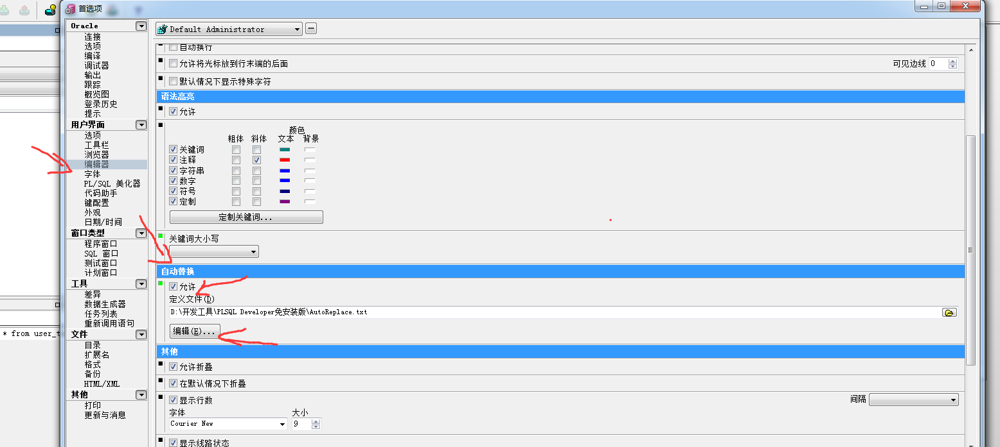 首选项
Oracle
连接
选项
编译
调试器
输出
跟踪
概览图
登录历史
提示
用户界面
选项
工具栏
浏览器
编辑器
字体
PL/SQL 美化器
代码助手
键配置
外观
日期/时间
窗口类型
程序窗口
SQL 窗口
测试窗口
计划窗口
工具
差异
数据生成器
任务列表
重新调用语句
文件
目录
扩展名
格式
备份
HTML/XML
其他
打印
更新与消息
* from user_t
Default Administrator
...
自动换行
允许将光标放到行末端的后面
可见边线 0
默认情况下显示特殊字符
语法高亮
允许
颜色
粗体 斜体 文本 背景
关键词
注释
字符串
数字
符号
定制
定制关键词...
关键词大小写
自动替换
允许
定义文件(D)
D:\开发工具\PLSQL Developer免安装版\AutoReplace.txt
编辑(E)...
其他
允许折叠
在默认情况下折叠
显示行数
间隔
字体 大小
Courier New 9
显示线路状态